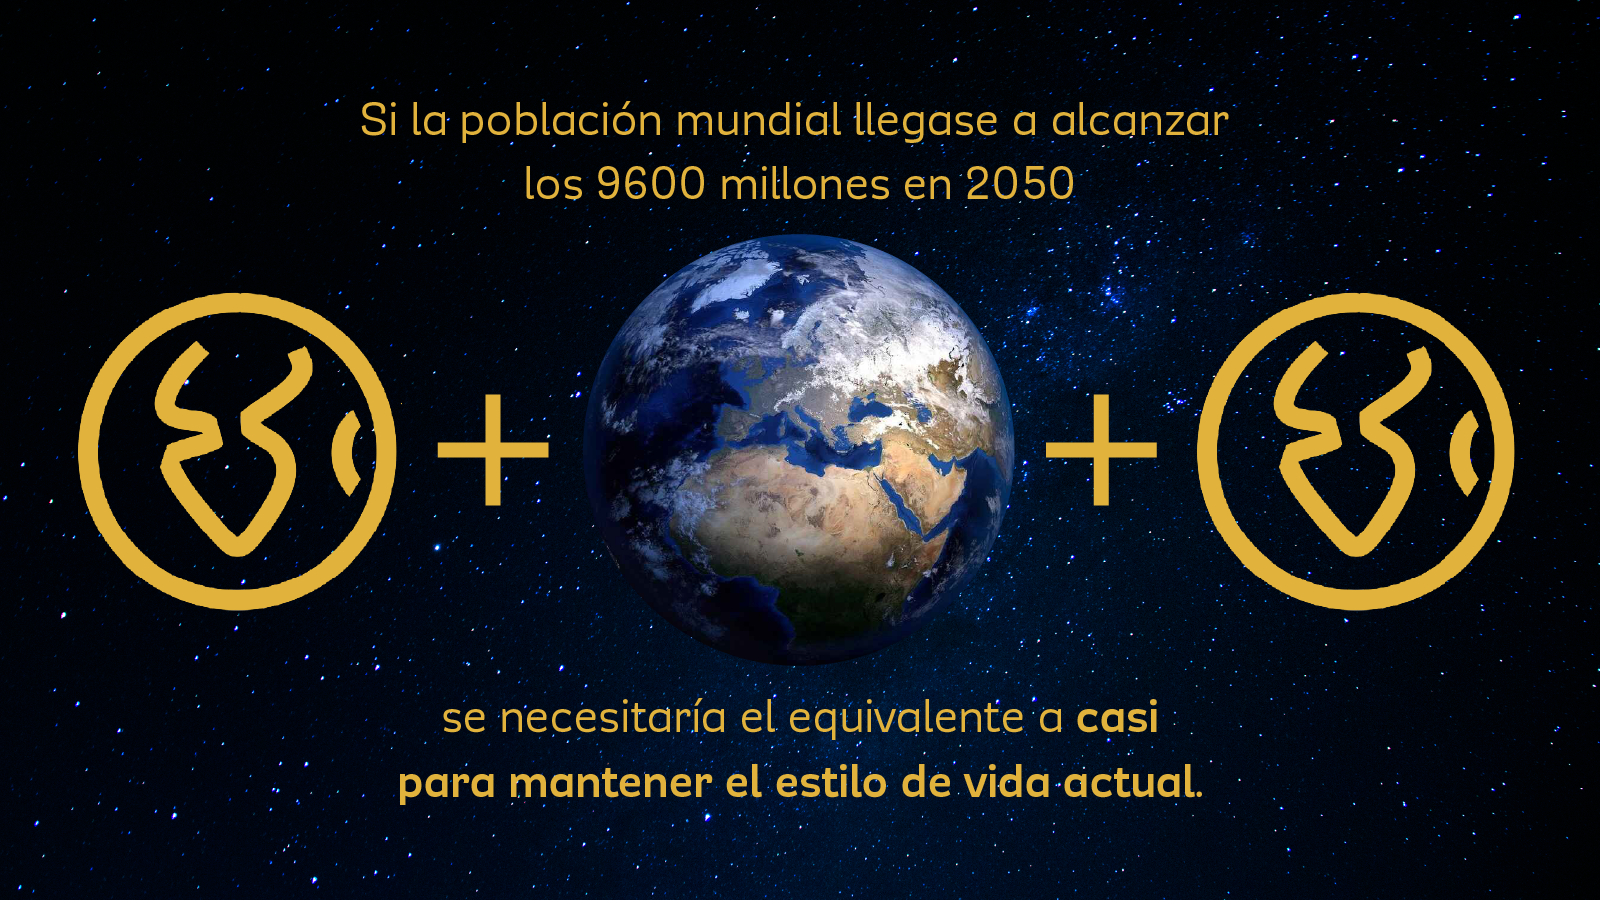 Si la población mundial llegase a alcanzar
los 9600 millones en 2050
+ +
se necesitaría el equivalente a casi
para mantener el estilo de vida actual.